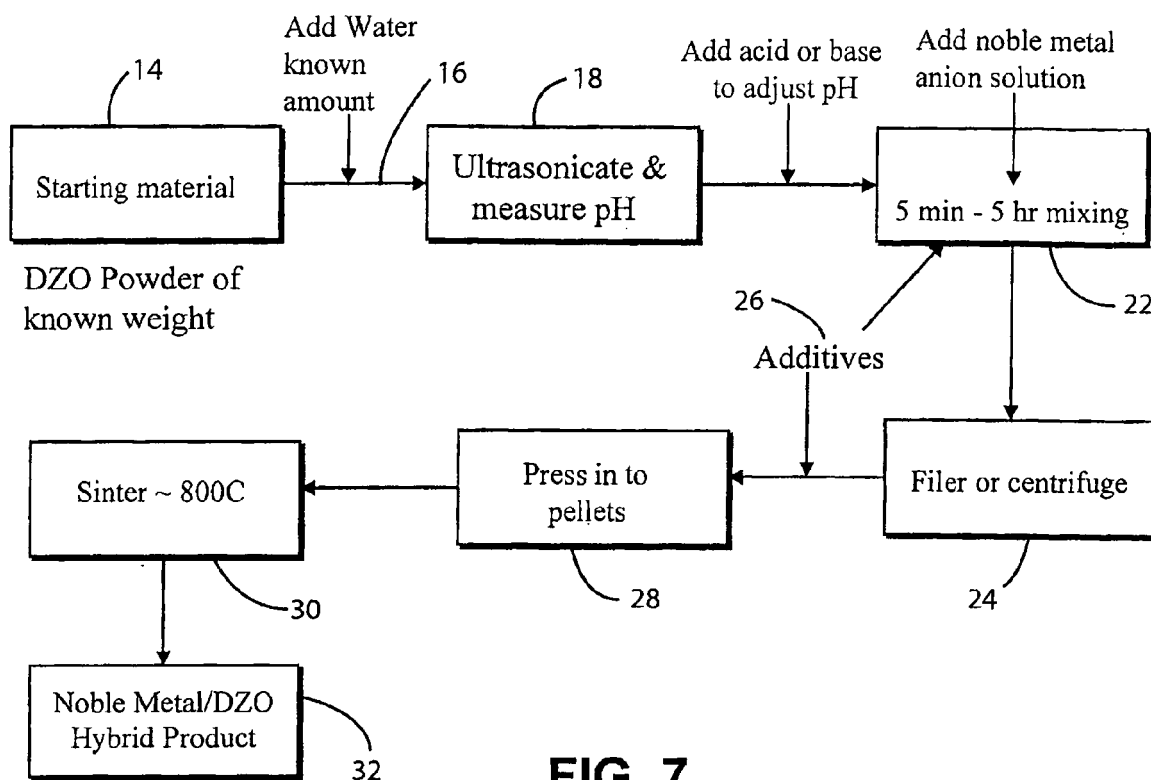 Add Water
known
amount
14
16
18
Add acid or base
to adjust pH
Add noble metal
anion solution
Starting material
Ultrasonicate &
measure pH
5 min - 5 hr mixing
DZO Powder of
known weight
26
22
Additives
Sinter ~ 800C
Press in to
pellets
Filer or centrifuge
30
28
24
Noble Metal/DZO
Hybrid Product
32
FIG. 7